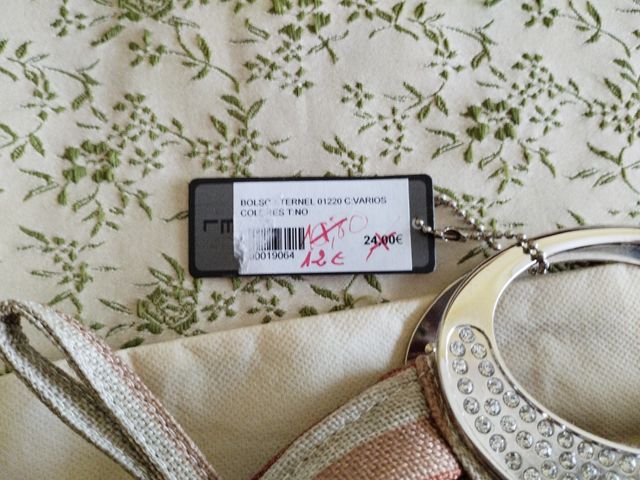 BOLSO ETERNEL 01220 C.VARIOS
COLORES T.NO
24,00€
00019064
12€